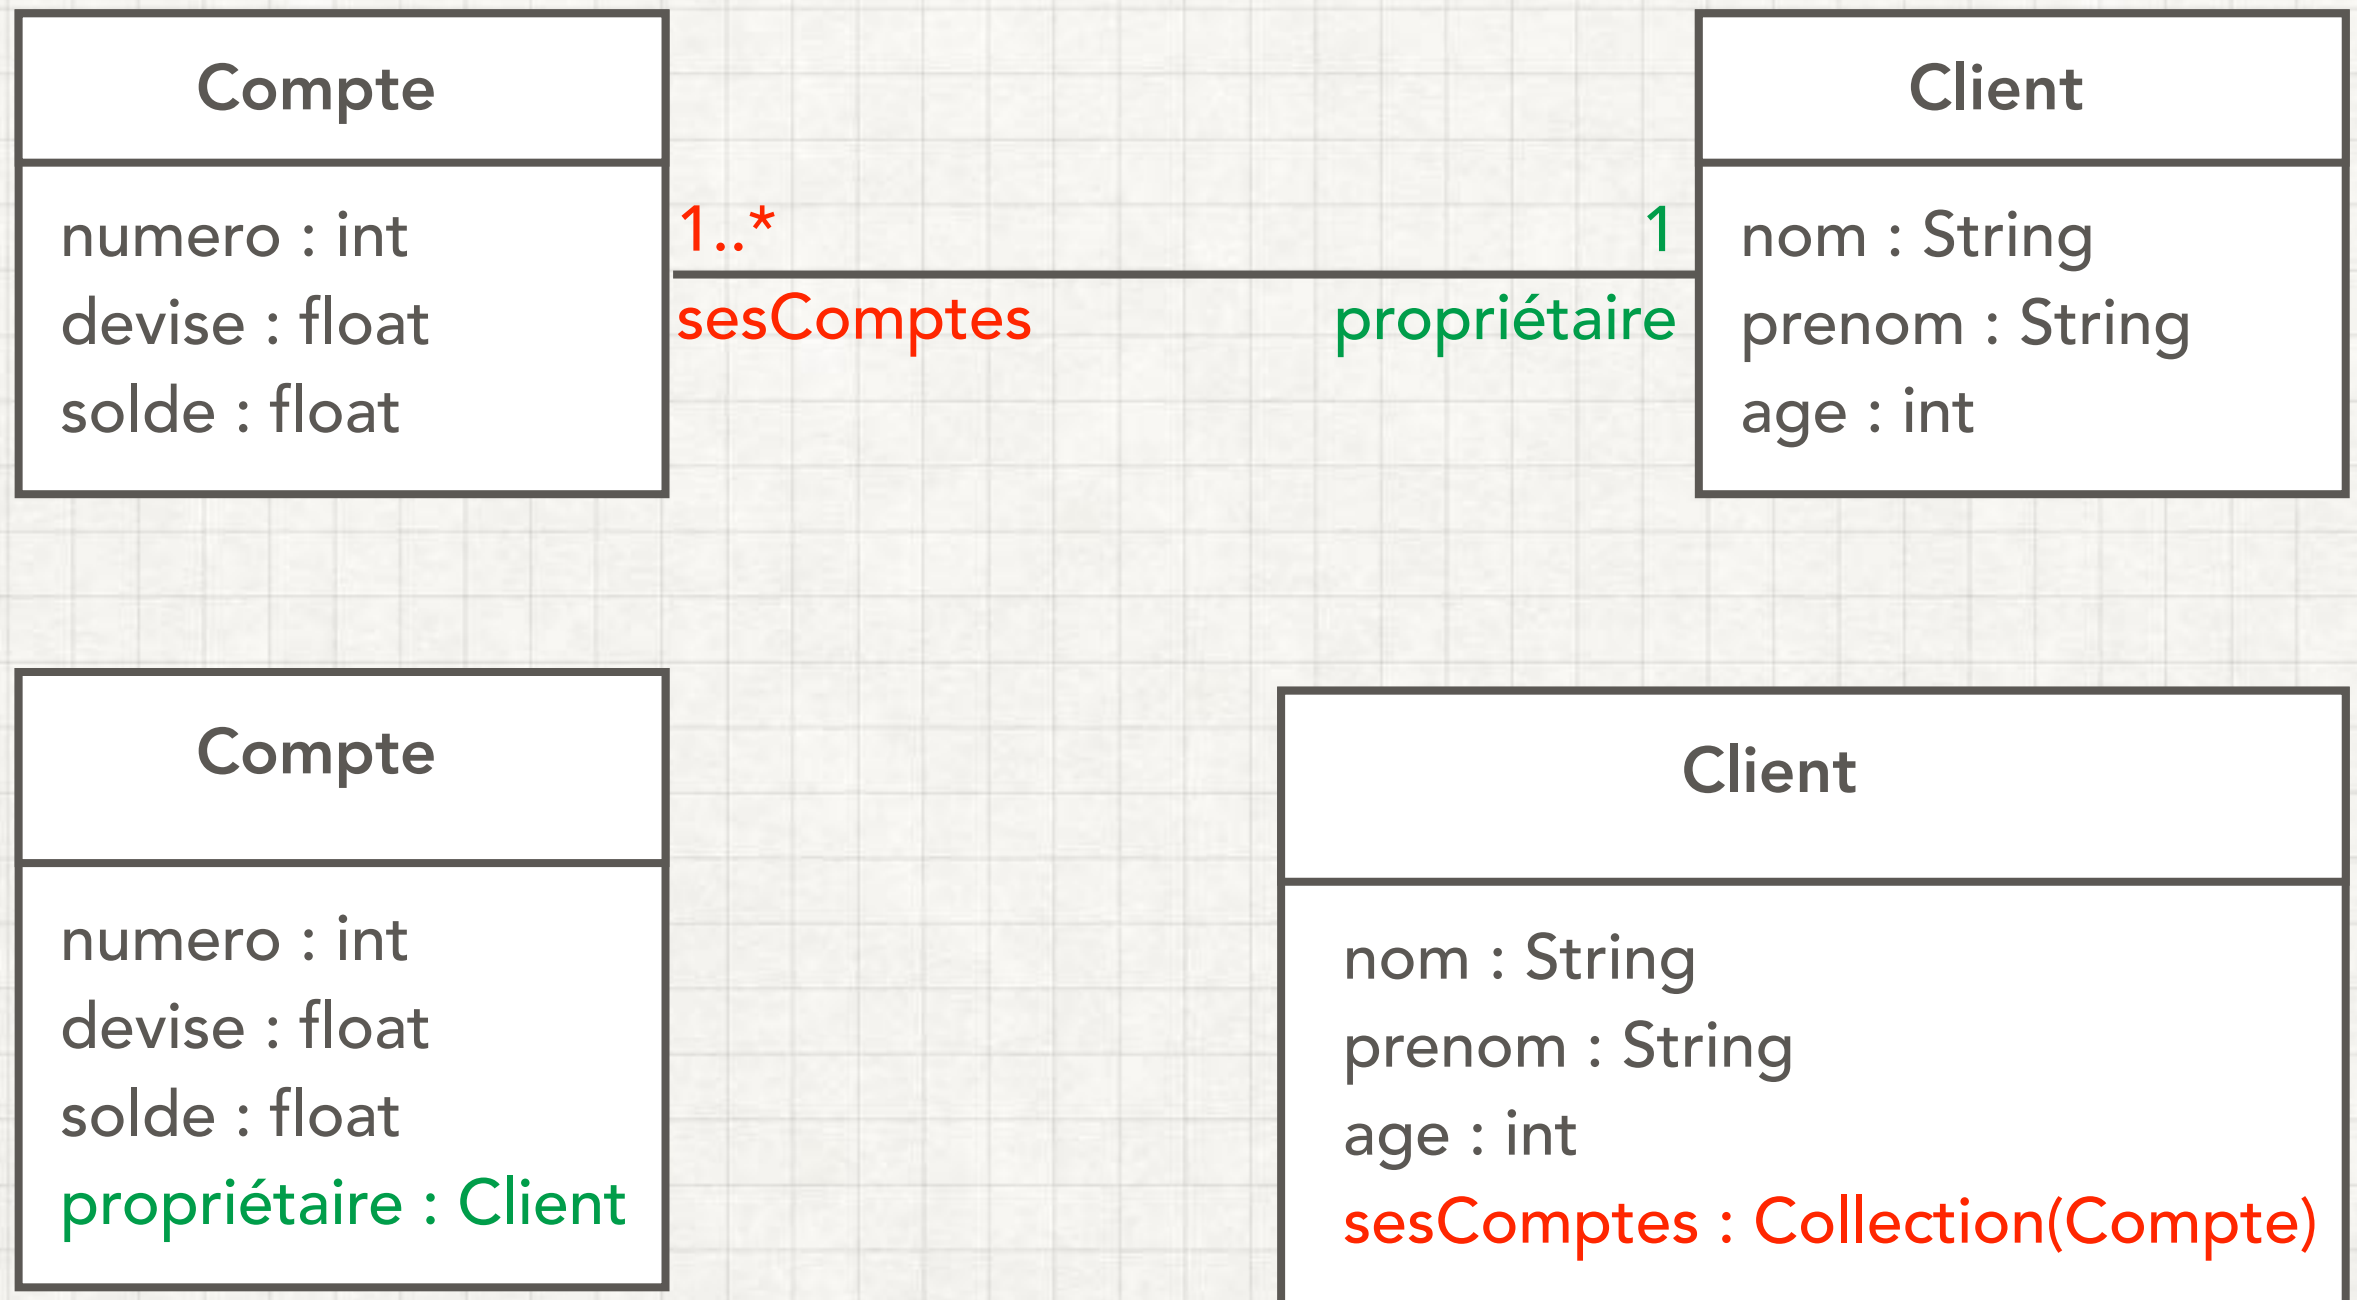 Compte
numero : int
devise : float
solde : float
1..*
sesComptes
1
propriétaire
Client
nom : String
prenom : String
age : int
Compte
numero : int
devise : float
solde : float
propriétaire : Client
Client
nom : String
prenom : String
age : int
sesComptes : Collection(Compte)